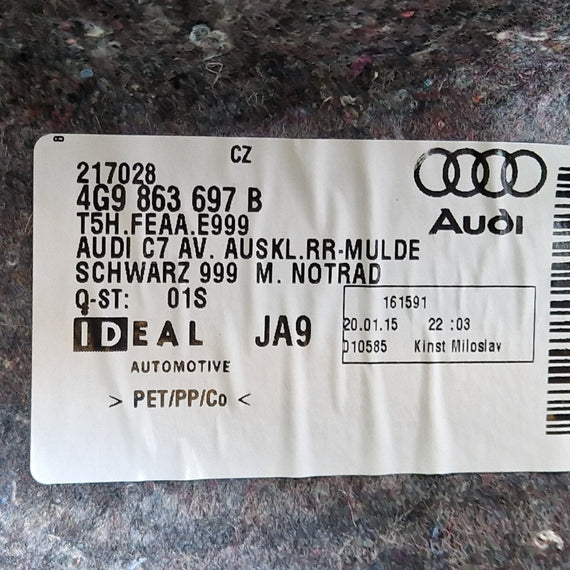 CZ
217028
4G9 863 697 B
T5H.FEAA.E999
AUDI C7 AV. AUSKL.RR-MULDE
SCHWARZ 999 M. NOTRAD
Q-ST: 01S
IDEAL
AUTOMOTIVE
> PET/PP/Co <
JA9
Audi
161591
20.01.15 22 :03
010585 Kinst Miloslav